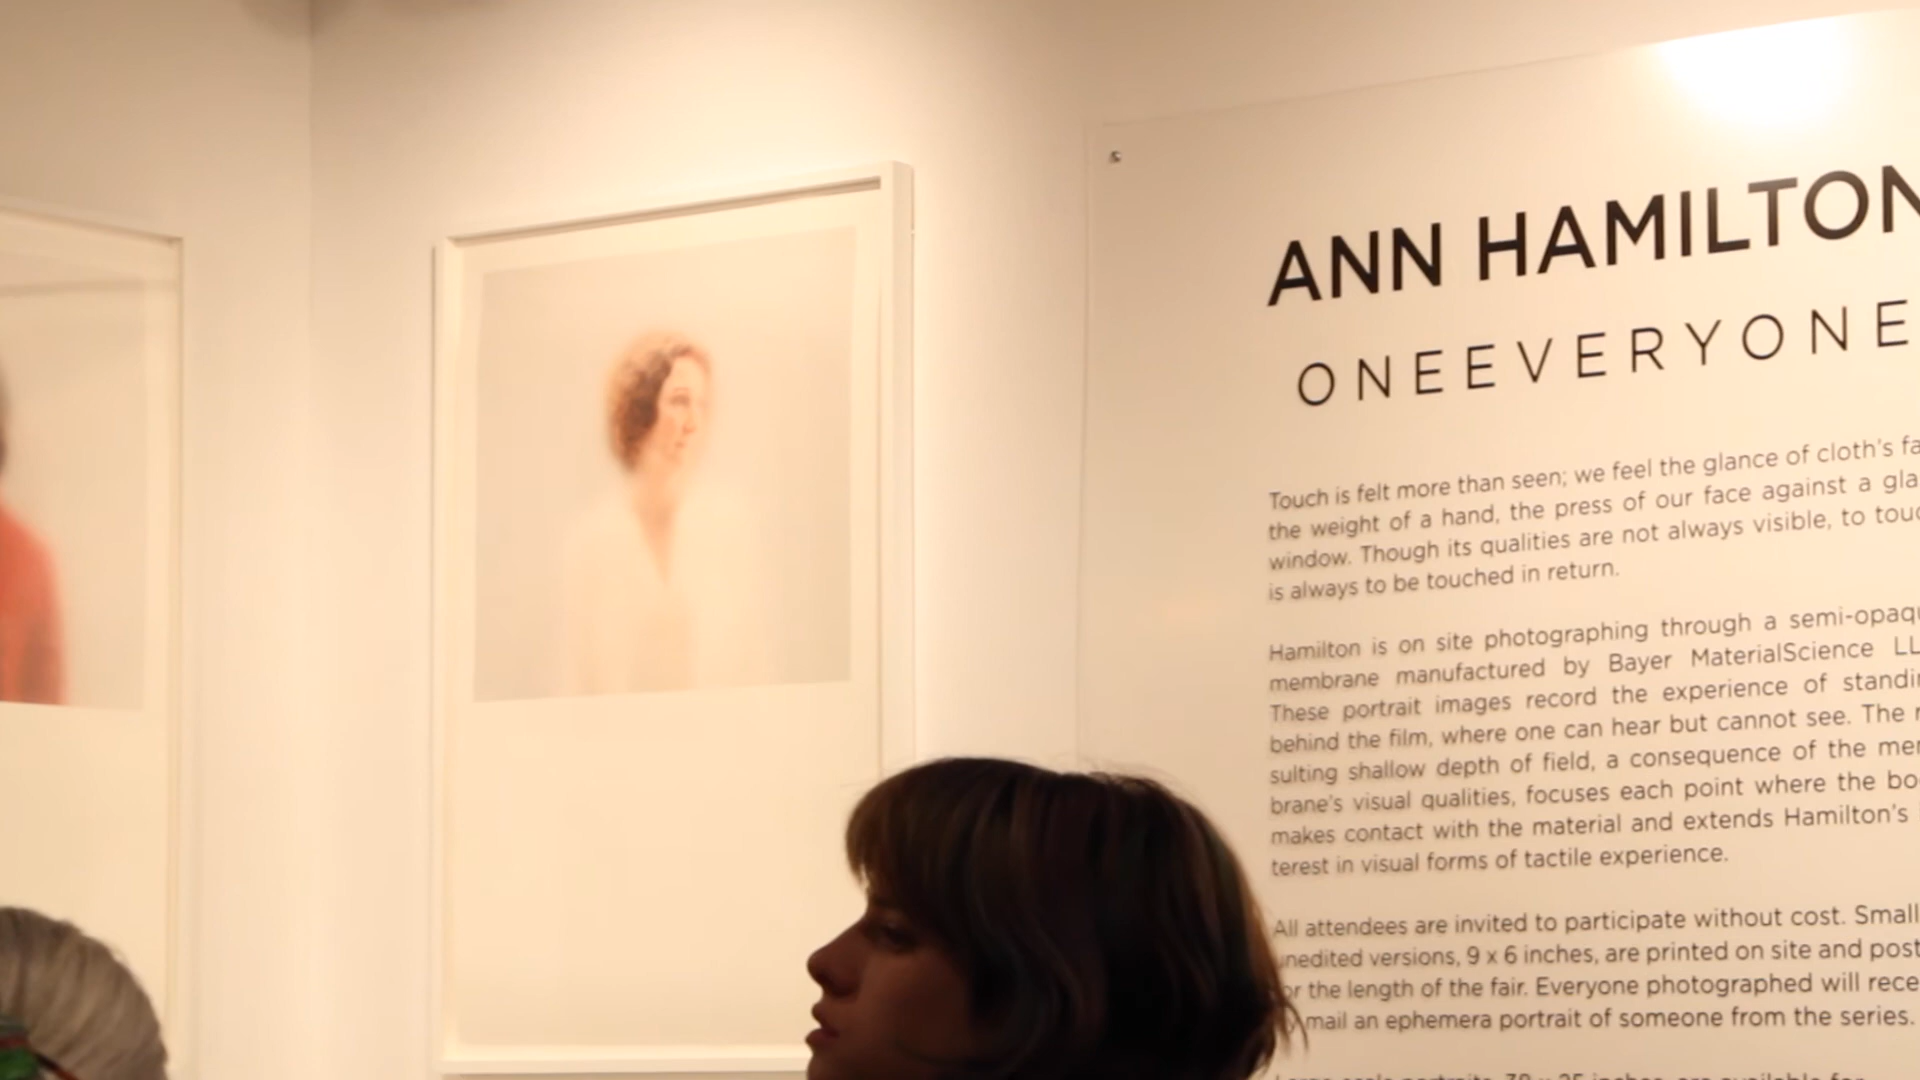 ANN HAMILTON
ONEEVERYONE
Touch is felt more than seen; we feel the glance of cloth's fa
the weight of a hand, the press of our face against a gla
window. Though its qualities are not always visible, to touc
is always to be touched in return.
Hamilton is on site photographing through a semi-opaqu
membrane manufactured by Bayer MaterialScience LL
These portrait images record the experience of standin
behind the film, where one can hear but cannot see. The r
sulting shallow depth of field, a consequence of the mem
brane's visual qualities, focuses each point where the bo
makes contact with the material and extends Hamilton's
terest in visual forms of tactile experience.
All attendees are invited to participate without cost. Small
unedited versions, 9 x 6 inches, are printed on site and post
or the length of the fair. Everyone photographed will rece
mail an ephemera portrait of someone from the series.